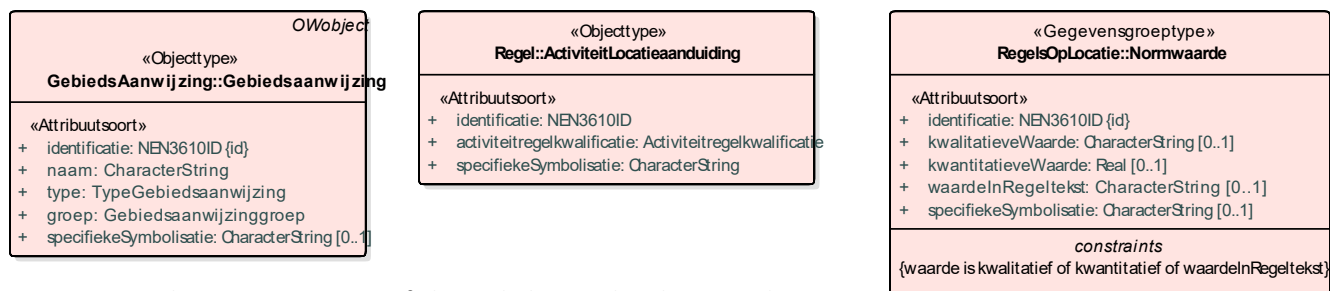 OWobject
«Objecttype»
GebiedsAanwijzing::Gebiedsaanwijzing
«Attribuutsoort»
+ identificatie: NEN3610ID {id}
+ naam: CharacterString
+ type: TypeGebiedsaanwijzing
+ groep: Gebiedsaanwijzinggroep
+ specifiekeSymbolisatie: CharacterString [0..1]
«Objecttype»
Regel::ActiviteitLocatieaanduiding
«Attribuutsoort»
+ identificatie: NEN3610ID
+ activiteitregelkwalificatie: Activiteitregelkwalificatie
+ specifiekeSymbolisatie: CharacterString
«Gegevensgroeptype»
RegelsOpLocatie::Normwaarde
«Attribuutsoort»
+ identificatie: NEN3610ID {id}
+ kwalitatieveWaarde: CharacterString [0..1]
+ kwantitatieveWaarde: Real [0..1]
+ waardeInRegeltekst: CharacterString [0..1]
+ specifiekeSymbolisatie: CharacterString [0..1]
constraints
{waarde is kwalitatief of kwantitatief of waardeInRegeltekst}